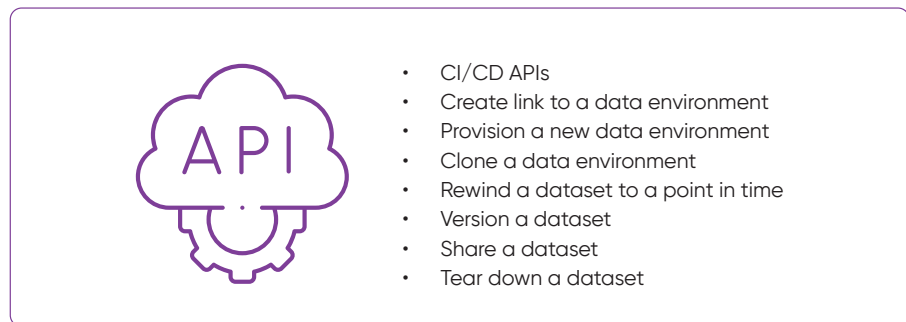 API
• CI/CD APIs
• Create link to a data environment
• Provision a new data environment
• Clone a data environment
• Rewind a dataset to a point in time
• Version a dataset
• Share a dataset
• Tear down a dataset